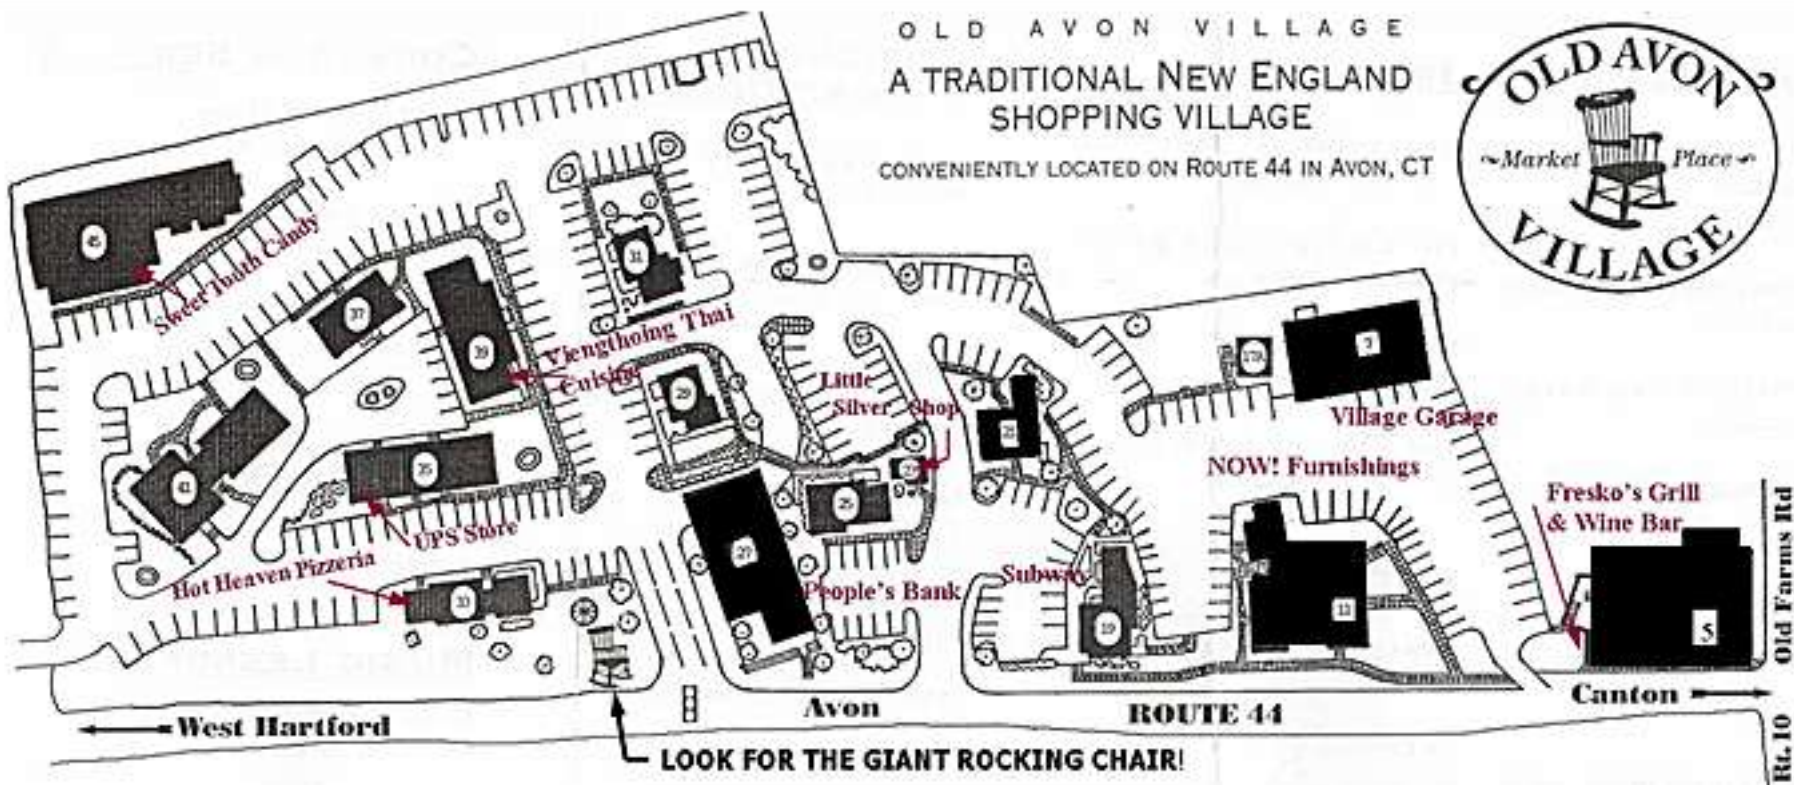 OLD AVON VILLAGE
A TRADITIONAL NEW ENGLAND
SHOPPING VILLAGE
CONVENIENTLY LOCATED ON ROUTE 44 IN AVON, CT
OLD AVON
~Market Place~
VILLAGE
45
Sweet Tooth Candy
37
39
31
Viengthoing Thai
Cuisine
29
Little
Silver Shop
21
17A
7
Village Garage
NOW! Furnishings
41
35
UPS Store
Hot Heaven Pizzeria
33
27
25
People's Bank
Subway
19
13
Fresko's Grill
& Wine Bar
5
Old Farms Rd
West Hartford
Avon
ROUTE 44
Canton
LOOK FOR THE GIANT ROCKING CHAIR!
Rt. 10